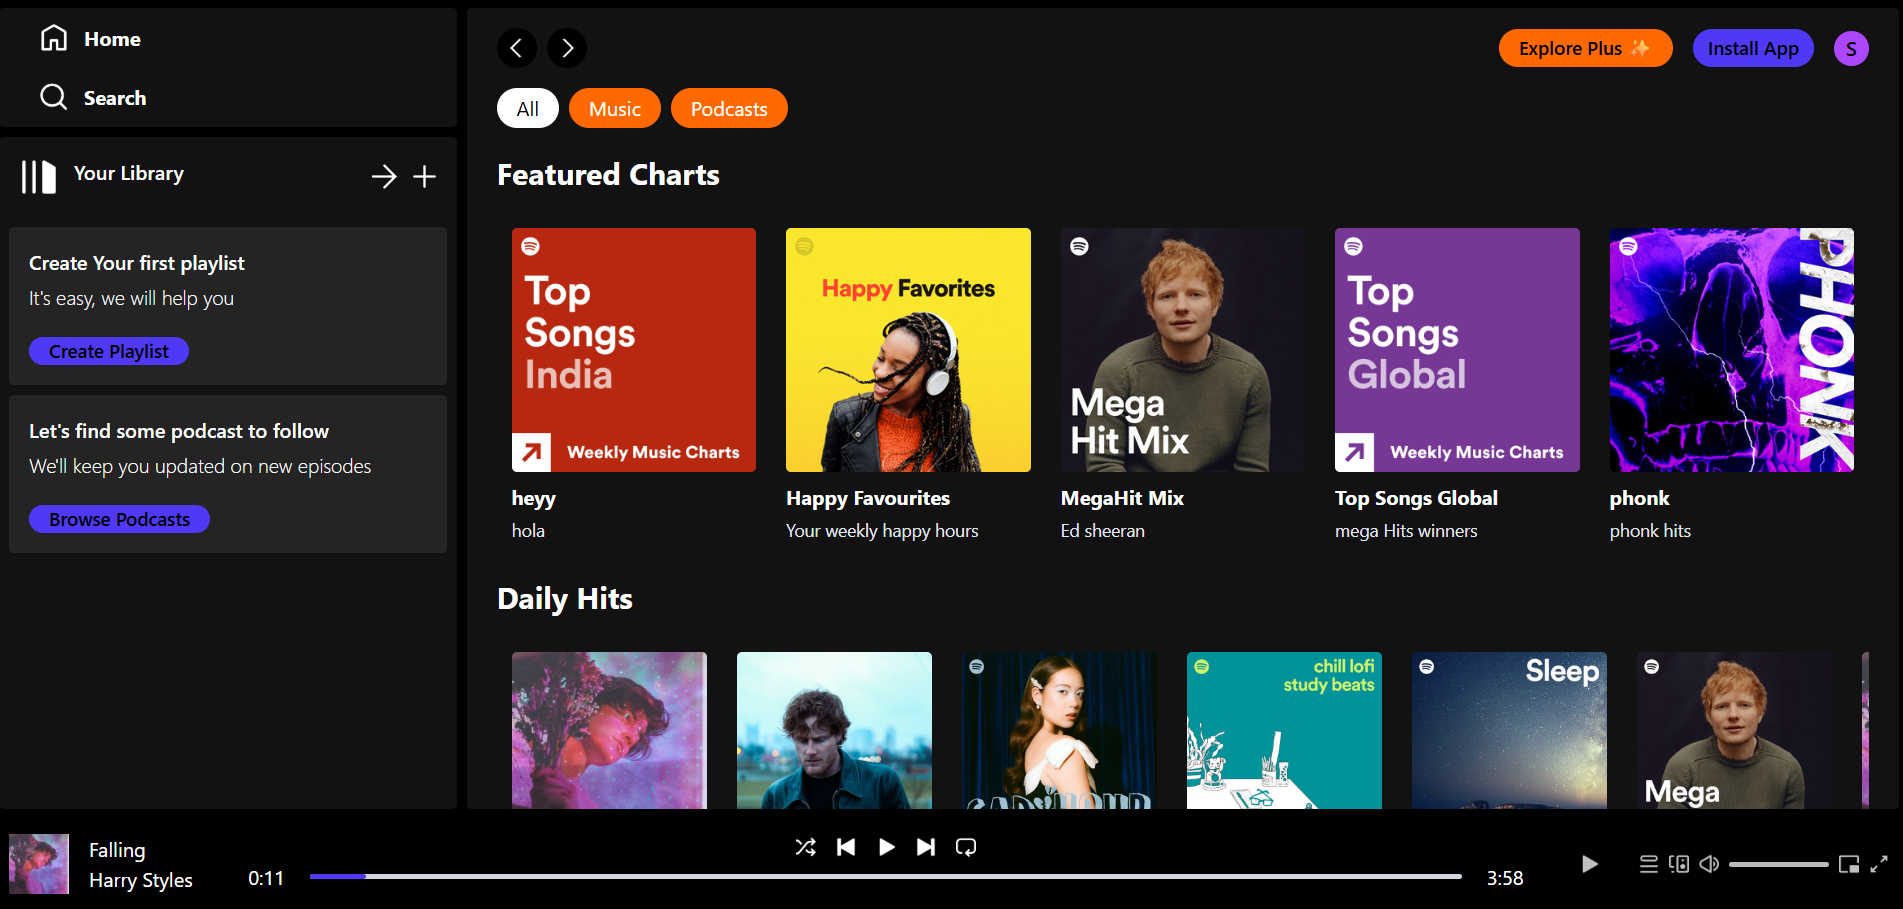 Home
Search
Your Library
Create Your first playlist
It's easy, we will help you
Create Playlist
Let's find some podcast to follow
We'll keep you updated on new episodes
Browse Podcasts
Explore Plus ✨
Install App
S
All
Music
Podcasts
Featured Charts
Top
Songs
India
Weekly Music Charts
heyy
hola
Happy Favorites
Happy Favourites
Your weekly happy hours
Mega
Hit Mix
MegaHit Mix
Ed sheeran
Top
Songs
Global
Weekly Music Charts
Top Songs Global
mega Hits winners
PHONK
phonk
phonk hits
Daily Hits
chill lofi
study beats
Sleep
Mega
Falling
Harry Styles
0:11
3:58